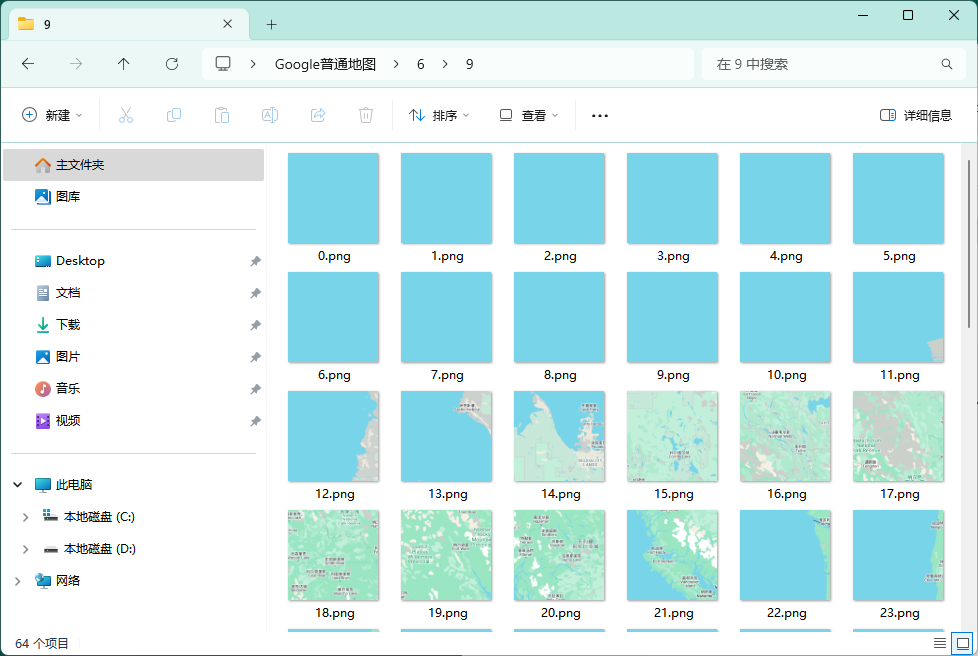 9
Google普通地图 6 9
在 9 中搜索
新建 排序 查看 详细信息
主文件夹
图库
Desktop
文档
下载
图片
音乐
视频
此电脑
本地磁盘 (C:)
本地磁盘 (D:)
网络
0.png 1.png 2.png 3.png 4.png 5.png
6.png 7.png 8.png 9.png 10.png 11.png
12.png 13.png 14.png 15.png 16.png 17.png
18.png 19.png 20.png 21.png 22.png 23.png
64 个项目